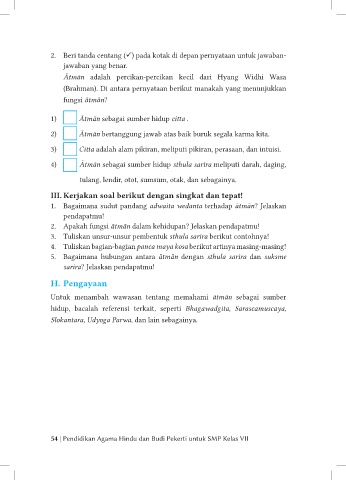 2. Beri tanda centang (✓) pada kotak di depan pernyataan untuk jawaban-
jawaban yang benar.
Ātmān adalah percikan-percikan kecil dari Hyang Widhi Wasa
(Brahman). Di antara pernyataan berikut manakah yang menunjukkan
fungsi ātmān?
1) Ātmān sebagai sumber hidup citta .
2) Ātmān bertanggung jawab atas baik buruk segala karma kita.
3) Citta adalah alam pikiran, meliputi pikiran, perasaan, dan intuisi.
4) Ātmān sebagai sumber hidup sthula sarira meliputi darah, daging,
tulang, lendir, otot, sumsum, otak, dan sebagainya.
III. Kerjakan soal berikut dengan singkat dan tepat!
1. Bagaimana sudut pandang adwaita wedanta terhadap ātmān? Jelaskan
pendapatmu!
2. Apakah fungsi ātmān dalam kehidupan? Jelaskan pendapatmu!
3. Tuliskan unsur-unsur pembentuk sthula sarira berikut contohnya!
4. Tuliskan bagian-bagian panca maya kosa berikut artinya masing-masing!
5. Bagaimana hubungan antara ātmān dengan sthula sarira dan suksme
sarira? Jelaskan pendapatmu!
H. Pengayaan
Untuk menambah wawasan tentang memahami ātmān sebagai sumber
hidup, bacalah referensi terkait, seperti Bhagawadgita, Sarascamuscaya,
Slokantara, Udyoga Parwa, dan lain sebagainya.
54 | Pendidikan Agama Hindu dan Budi Pekerti untuk SMP Kelas VII